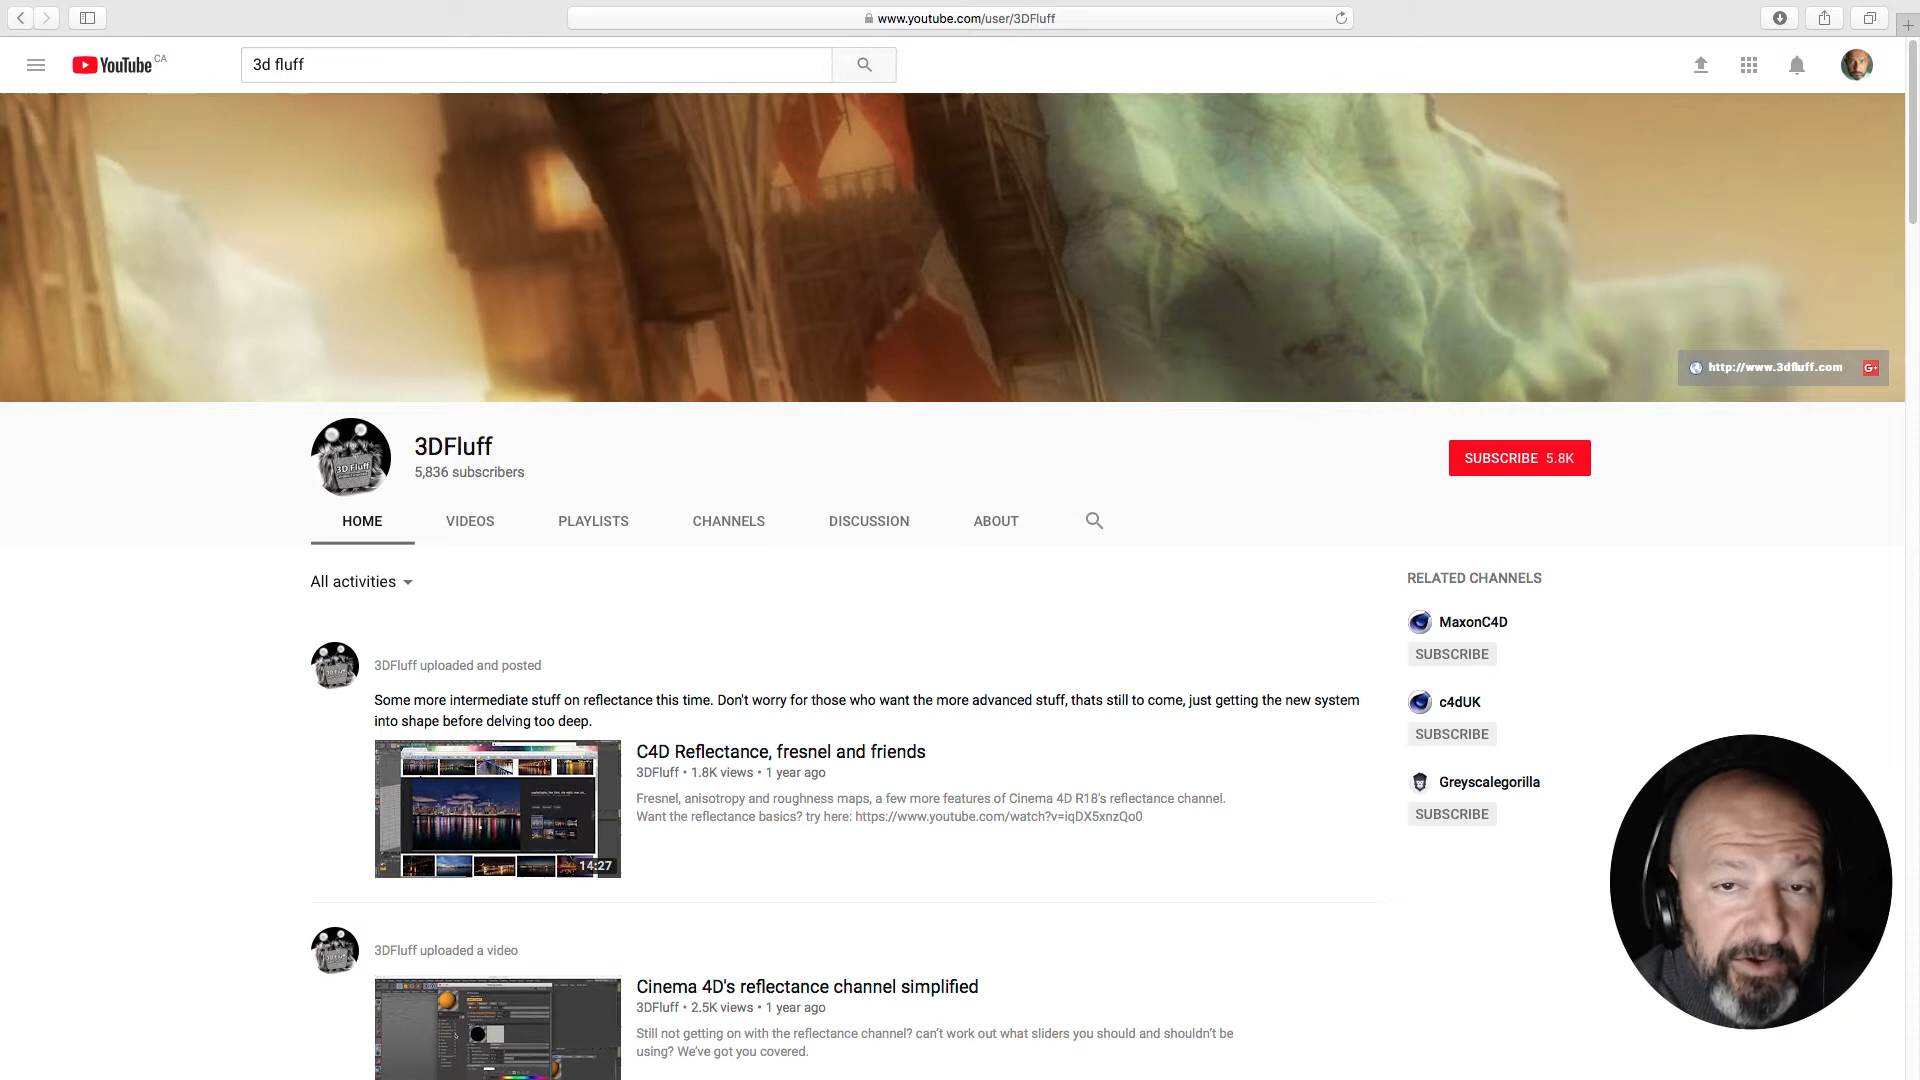 www.youtube.com/user/3DFluff
YouTube CA
3d fluff
http://www.3dfluff.com
G+
3D Fluff
3DFluff
5,836 subscribers
SUBSCRIBE 5.8K
HOME VIDEOS PLAYLISTS CHANNELS DISCUSSION ABOUT
All activities
RELATED CHANNELS
MaxonC4D
SUBSCRIBE
c4dUK
SUBSCRIBE
Greyscalegorilla
SUBSCRIBE
3DFluff uploaded and posted
Some more intermediate stuff on reflectance this time. Don't worry for those who want the more advanced stuff, thats still to come, just getting the new system
into shape before delving too deep.
14:27
C4D Reflectance, fresnel and friends
3DFluff • 1.8K views • 1 year ago
Fresnel, anisotropy and roughness maps, a few more features of Cinema 4D R18's reflectance channel.
Want the reflectance basics? try here: https://www.youtube.com/watch?v=iqDX5xnzQo0
3DFluff uploaded a video
Cinema 4D's reflectance channel simplified
3DFluff • 2.5K views • 1 year ago
Still not getting on with the reflectance channel? can't work out what sliders you should and shouldn't be
using? We've got you covered.